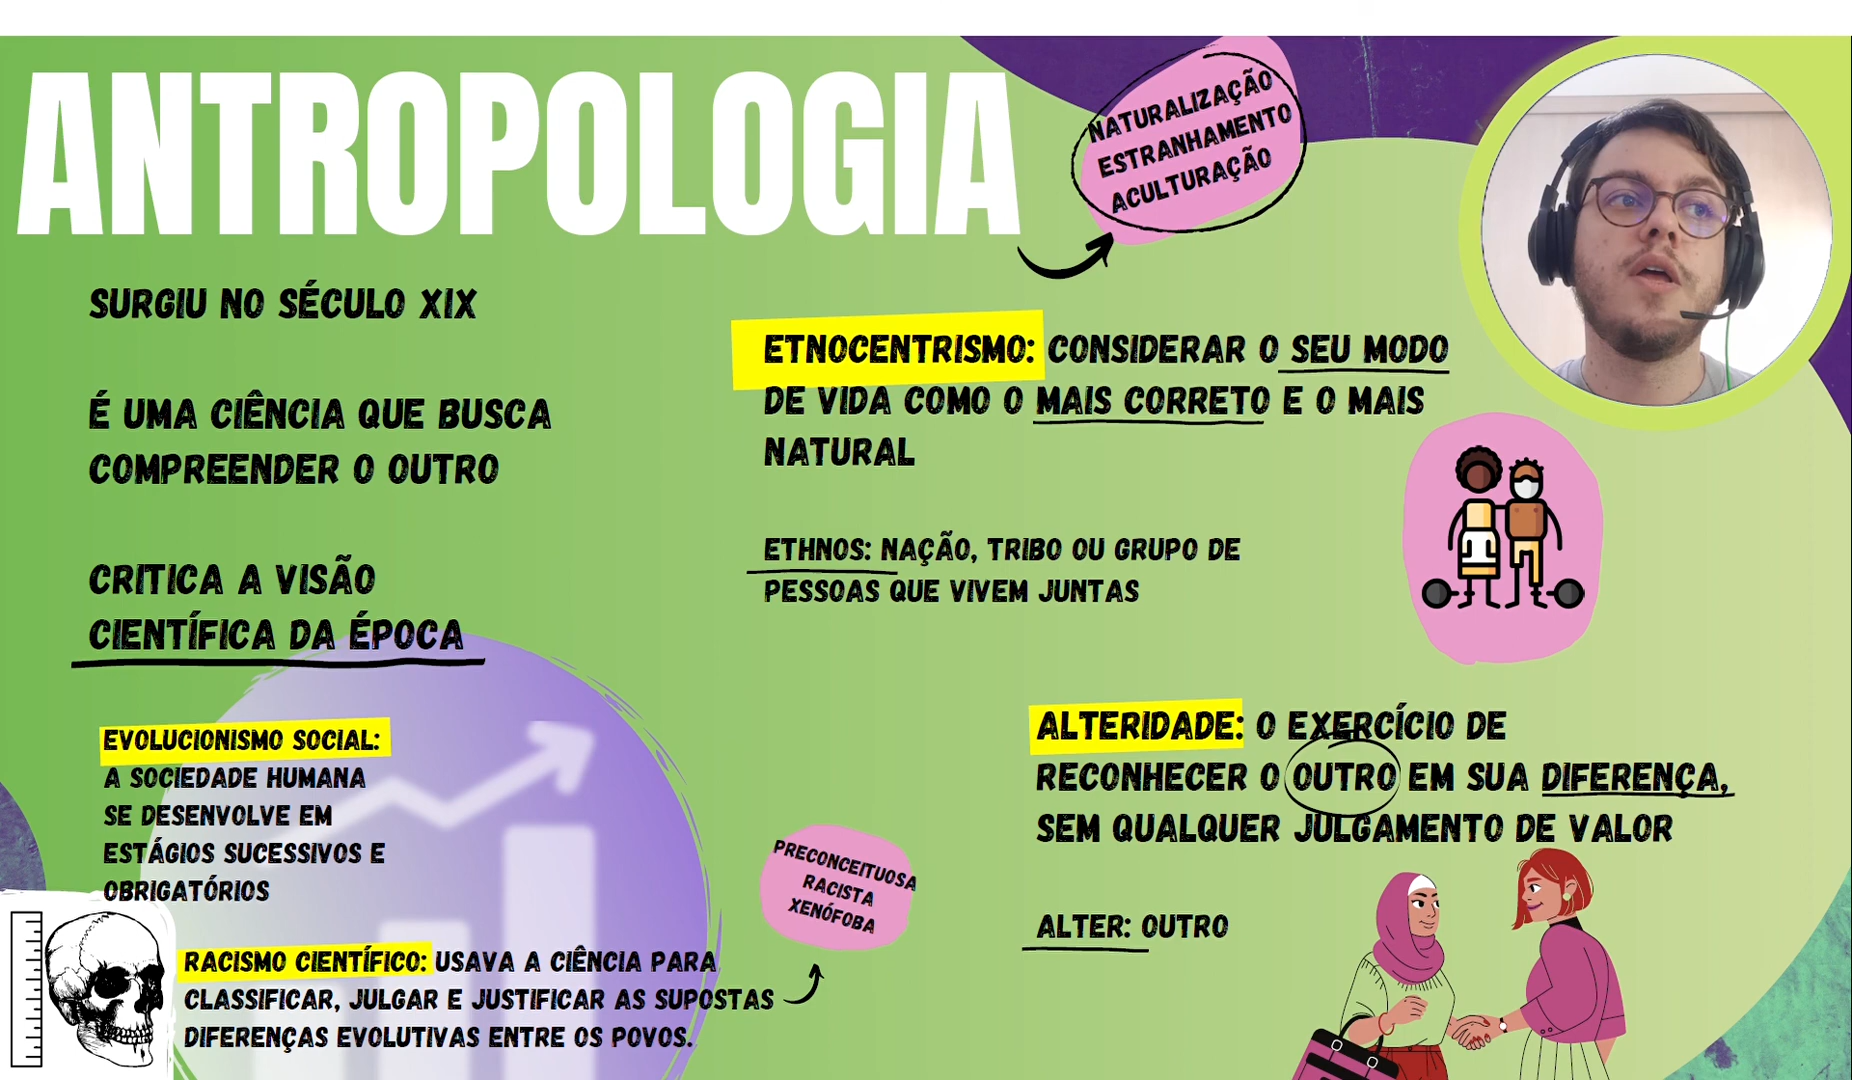 ANTROPOLOGIA
NATURALIZAÇÃO
ESTRANHAMENTO
ACULTURAÇÃO
SURGIU NO SÉCULO XIX
É UMA CIÊNCIA QUE BUSCA
COMPREENDER O OUTRO
CRITICA A VISÃO
CIENTÍFICA DA ÉPOCA
EVOLUCIONISMO SOCIAL:
A SOCIEDADE HUMANA
SE DESENVOLVE EM
ESTÁGIOS SUCESSIVOS E
OBRIGATÓRIOS
RACISMO CIENTÍFICO: USAVA A CIÊNCIA PARA
CLASSIFICAR, JULGAR E JUSTIFICAR AS SUPOSTAS
DIFERENÇAS EVOLUTIVAS ENTRE OS POVOS.
PRECONCEITUOSA
RACISTA
XENÓFOBA
ETNOCENTRISMO: CONSIDERAR O SEU MODO
DE VIDA COMO O MAIS CORRETO E O MAIS
NATURAL
ETHNOS: NAÇÃO, TRIBO OU GRUPO DE
PESSOAS QUE VIVEM JUNTAS
ALTERIDADE: O EXERCÍCIO DE
RECONHECER O OUTRO EM SUA DIFERENÇA,
SEM QUALQUER JULGAMENTO DE VALOR
ALTER: OUTRO